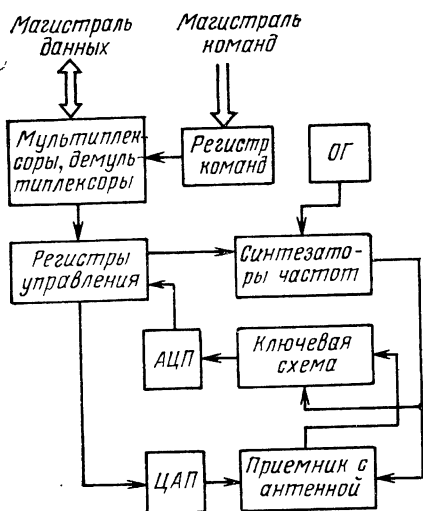 Магистраль
данных
Магистраль
команд
Мультиплек-
соры, демуль-
типлексоры
Регистр
команд
ОГ
Регистры
управления
Синтезато-
ры частот
АЦП
Ключевая
схема
ЦАП
Приемник с
антенной